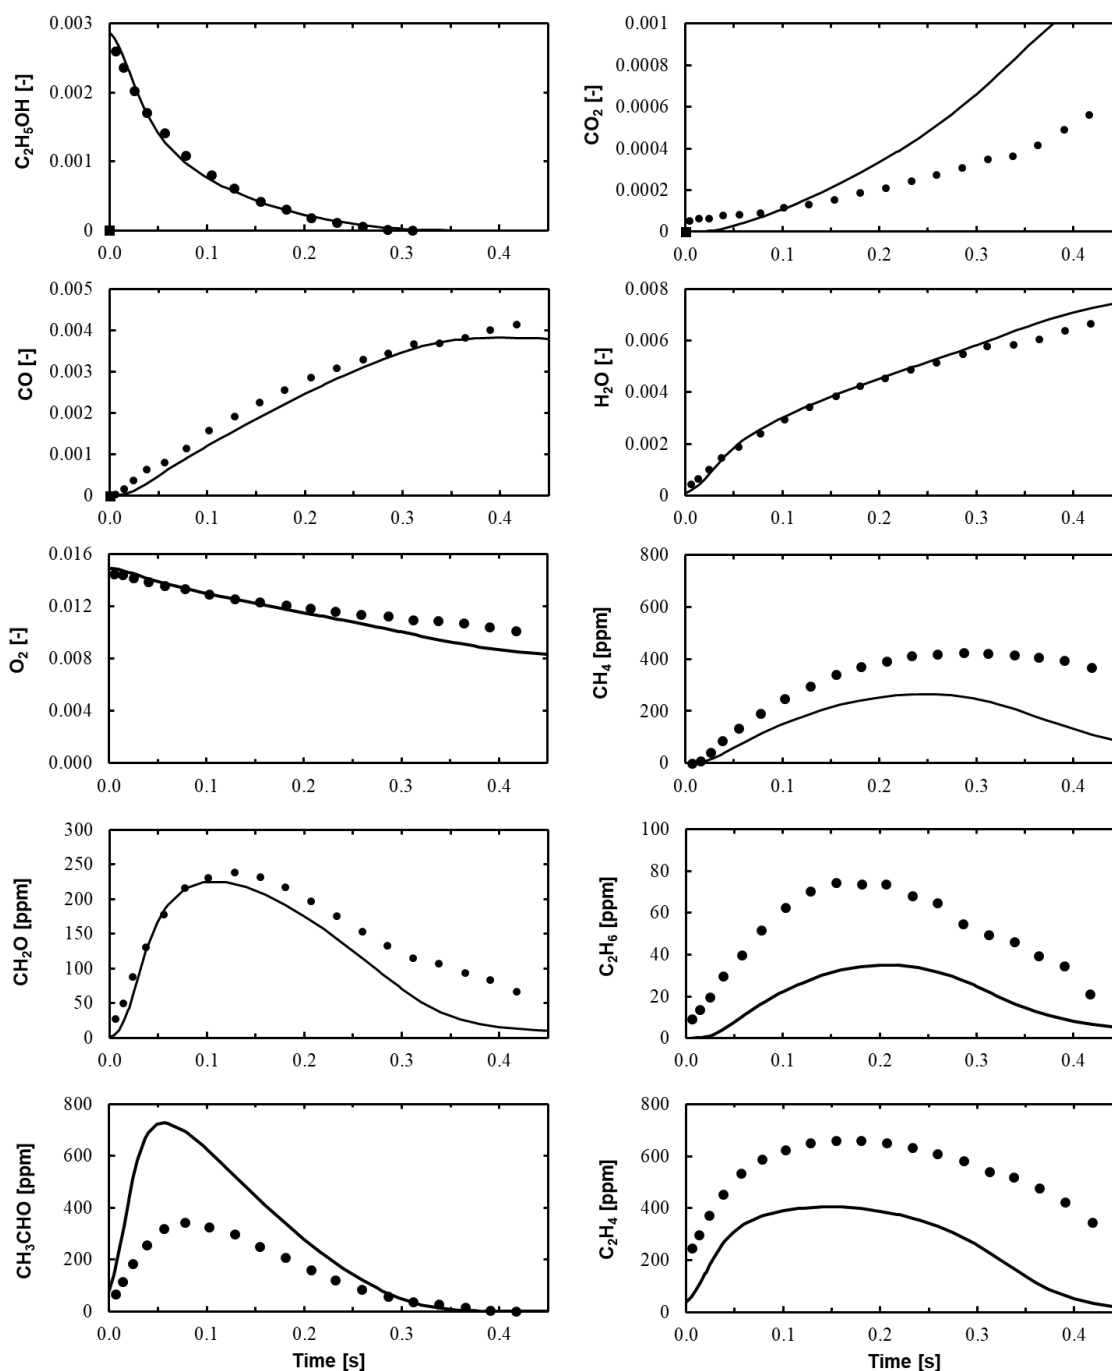 0.003
0.002
0.001
0
C₂H₅OH [-]
0.0 0.1 0.2 0.3 0.4
0.001
0.0008
0.0006
0.0004
0.0002
0
CO₂ [-]
0.0 0.1 0.2 0.3 0.4
0.005
0.004
0.003
0.002
0.001
0
CO [-]
0.0 0.1 0.2 0.3 0.4
0.008
0.006
0.004
0.002
0
H₂O [-]
0.0 0.1 0.2 0.3 0.4
0.016
0.012
0.008
0.004
0.000
O₂ [-]
0.0 0.1 0.2 0.3 0.4
800
600
400
200
0
CH₄ [ppm]
0.0 0.1 0.2 0.3 0.4
300
250
200
150
100
50
0
CH₂O [ppm]
0.0 0.1 0.2 0.3 0.4
100
80
60
40
20
0
C₂H₆ [ppm]
0.0 0.1 0.2 0.3 0.4
800
600
400
200
0
CH₃CHO [ppm]
0.0 0.1 0.2 0.3 0.4
Time [s]
800
600
400
200
0
C₂H₄ [ppm]
0.0 0.1 0.2 0.3 0.4
Time [s]